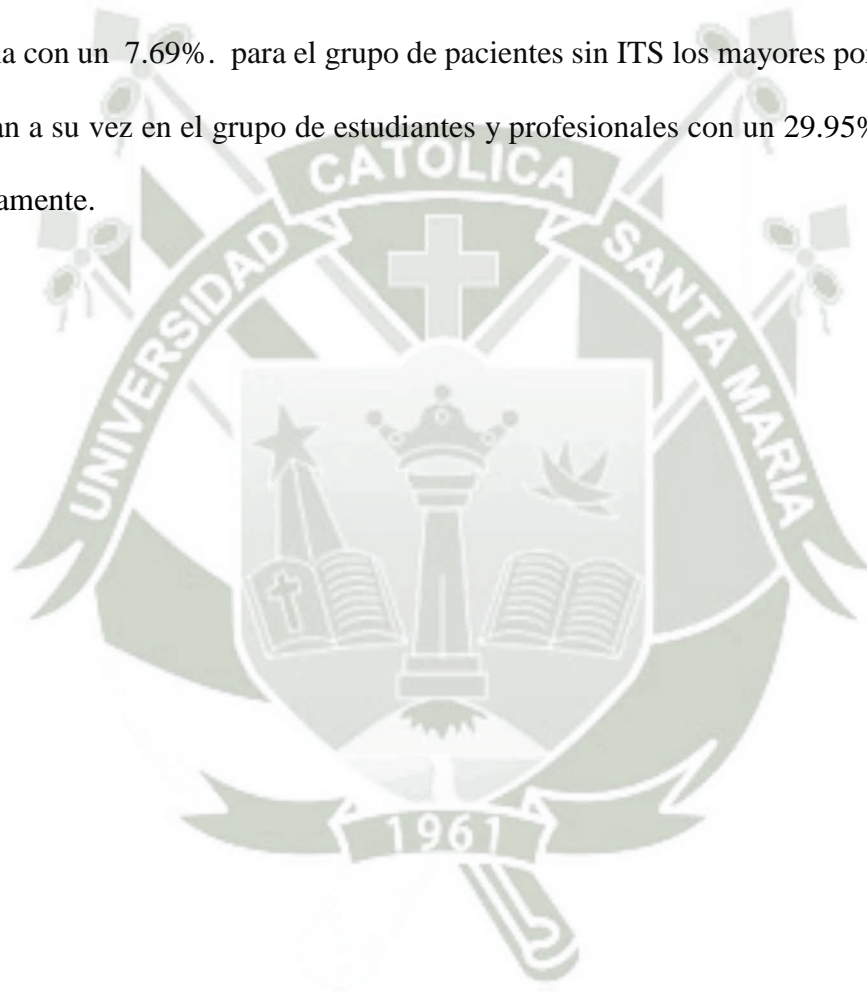 a con un 7.69%. para el grupo de pacientes sin ITS los mayores por
an a su vez en el grupo de estudiantes y profesionales con un 29.95%
amente.
CATOLICA
UNIVERSIDAD
SANTA MARIA
1961